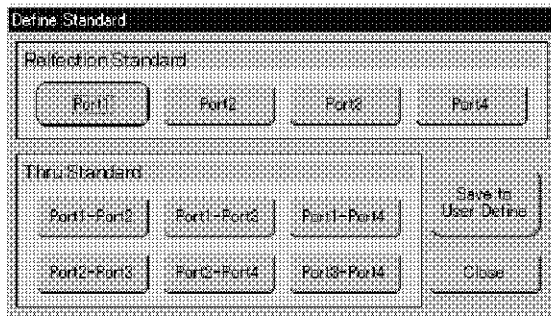 Define Standard
Relfection Standard
Port1 Port2 Port3 Port4
Thru Standard
Port1-Port2 Port1-Port3 Port1-Port4
Save to
User Define
Port2-Port3 Port2-Port4 Port3-Port4
Close